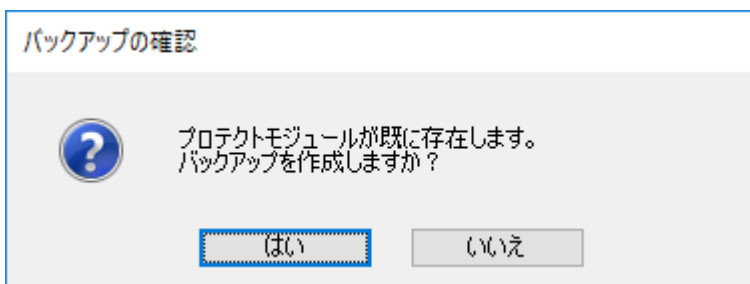 バックアップの確認
プロテクトモジュールが既に存在します。
バックアップを作成しますか？
はい
いいえ